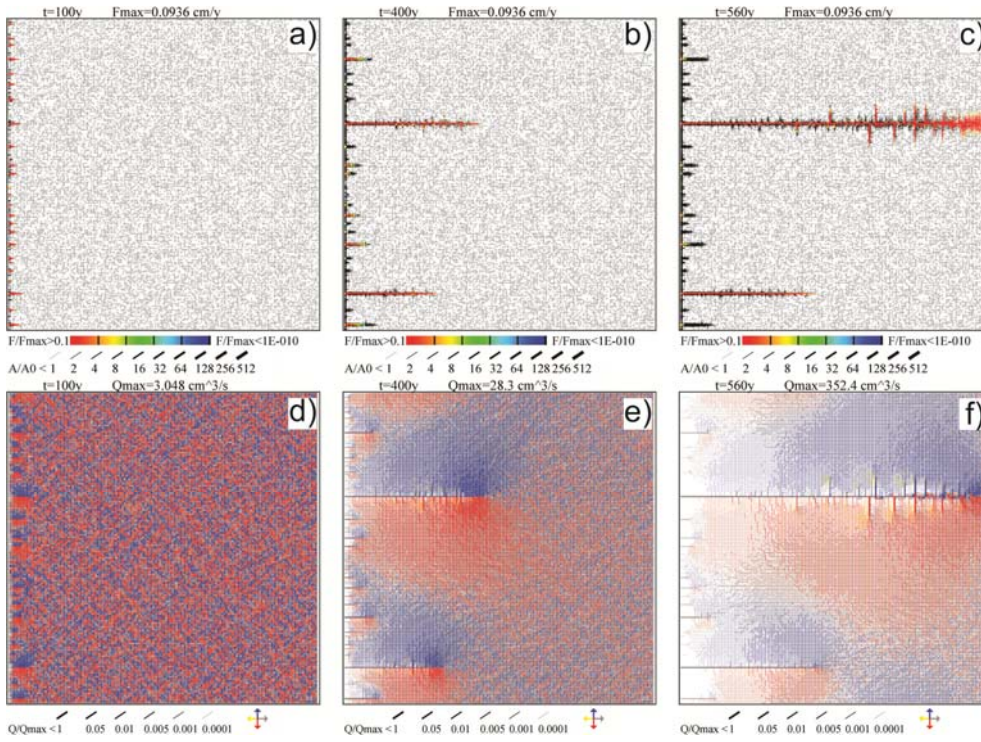 t=100y Fmax=0.0936 cm/y
a)
t=400y Fmax=0.0936 cm/y
b)
t=560y Fmax=0.0936 cm/y
c)
F/Fmax>0.1 F/Fmax<1E-010
A/A0 < 1 2 4 8 16 32 64 128 256 512
F/Fmax>0.1 F/Fmax<1E-010
A/A0 < 1 2 4 8 16 32 64 128 256 512
F/Fmax>0.1 F/Fmax<1E-010
A/A0 < 1 2 4 8 16 32 64 128 256 512
t=100y Qmax=3.048 cm^3/s
d)
t=400y Qmax=28.3 cm^3/s
e)
t=560y Qmax=352.4 cm^3/s
f)
Q/Qmax <1 0.05 0.01 0.005 0.001 0.0001
Q/Qmax <1 0.05 0.01 0.005 0.001 0.0001
Q/Qmax <1 0.05 0.01 0.005 0.001 0.0001